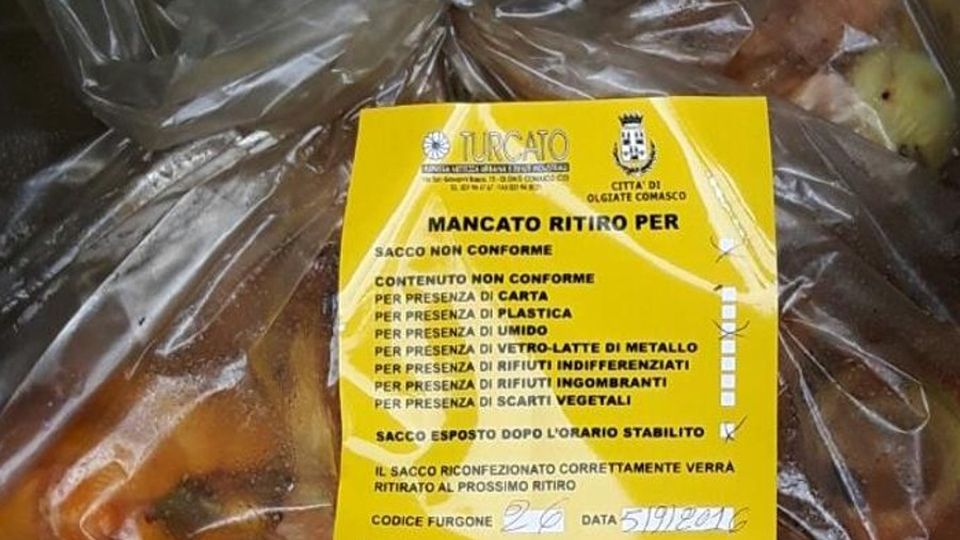 TURCATO
CITTA' DI
OLGIATE COMASCO
MANCATO RITIRO PER
SACCO NON CONFORME
CONTENUTO NON CONFORME
PER PRESENZA DI CARTA
PER PRESENZA DI PLASTICA
PER PRESENZA DI UMIDO
PER PRESENZA DI VETRO-LATTE DI METALLO
PER PRESENZA DI RIFIUTI INDIFFERENZIATI
PER PRESENZA DI RIFIUTI INGOMBRANTI
PER PRESENZA DI SCARTI VEGETALI
SACCO ESPOSTO DOPO L'ORARIO STABILITO
IL SACCO RICONFEZIONATO CORRETTAMENTE VERRÀ
RITIRATO AL PROSSIMO RITIRO
CODICE FURGONE 26 DATA 5/9/2016